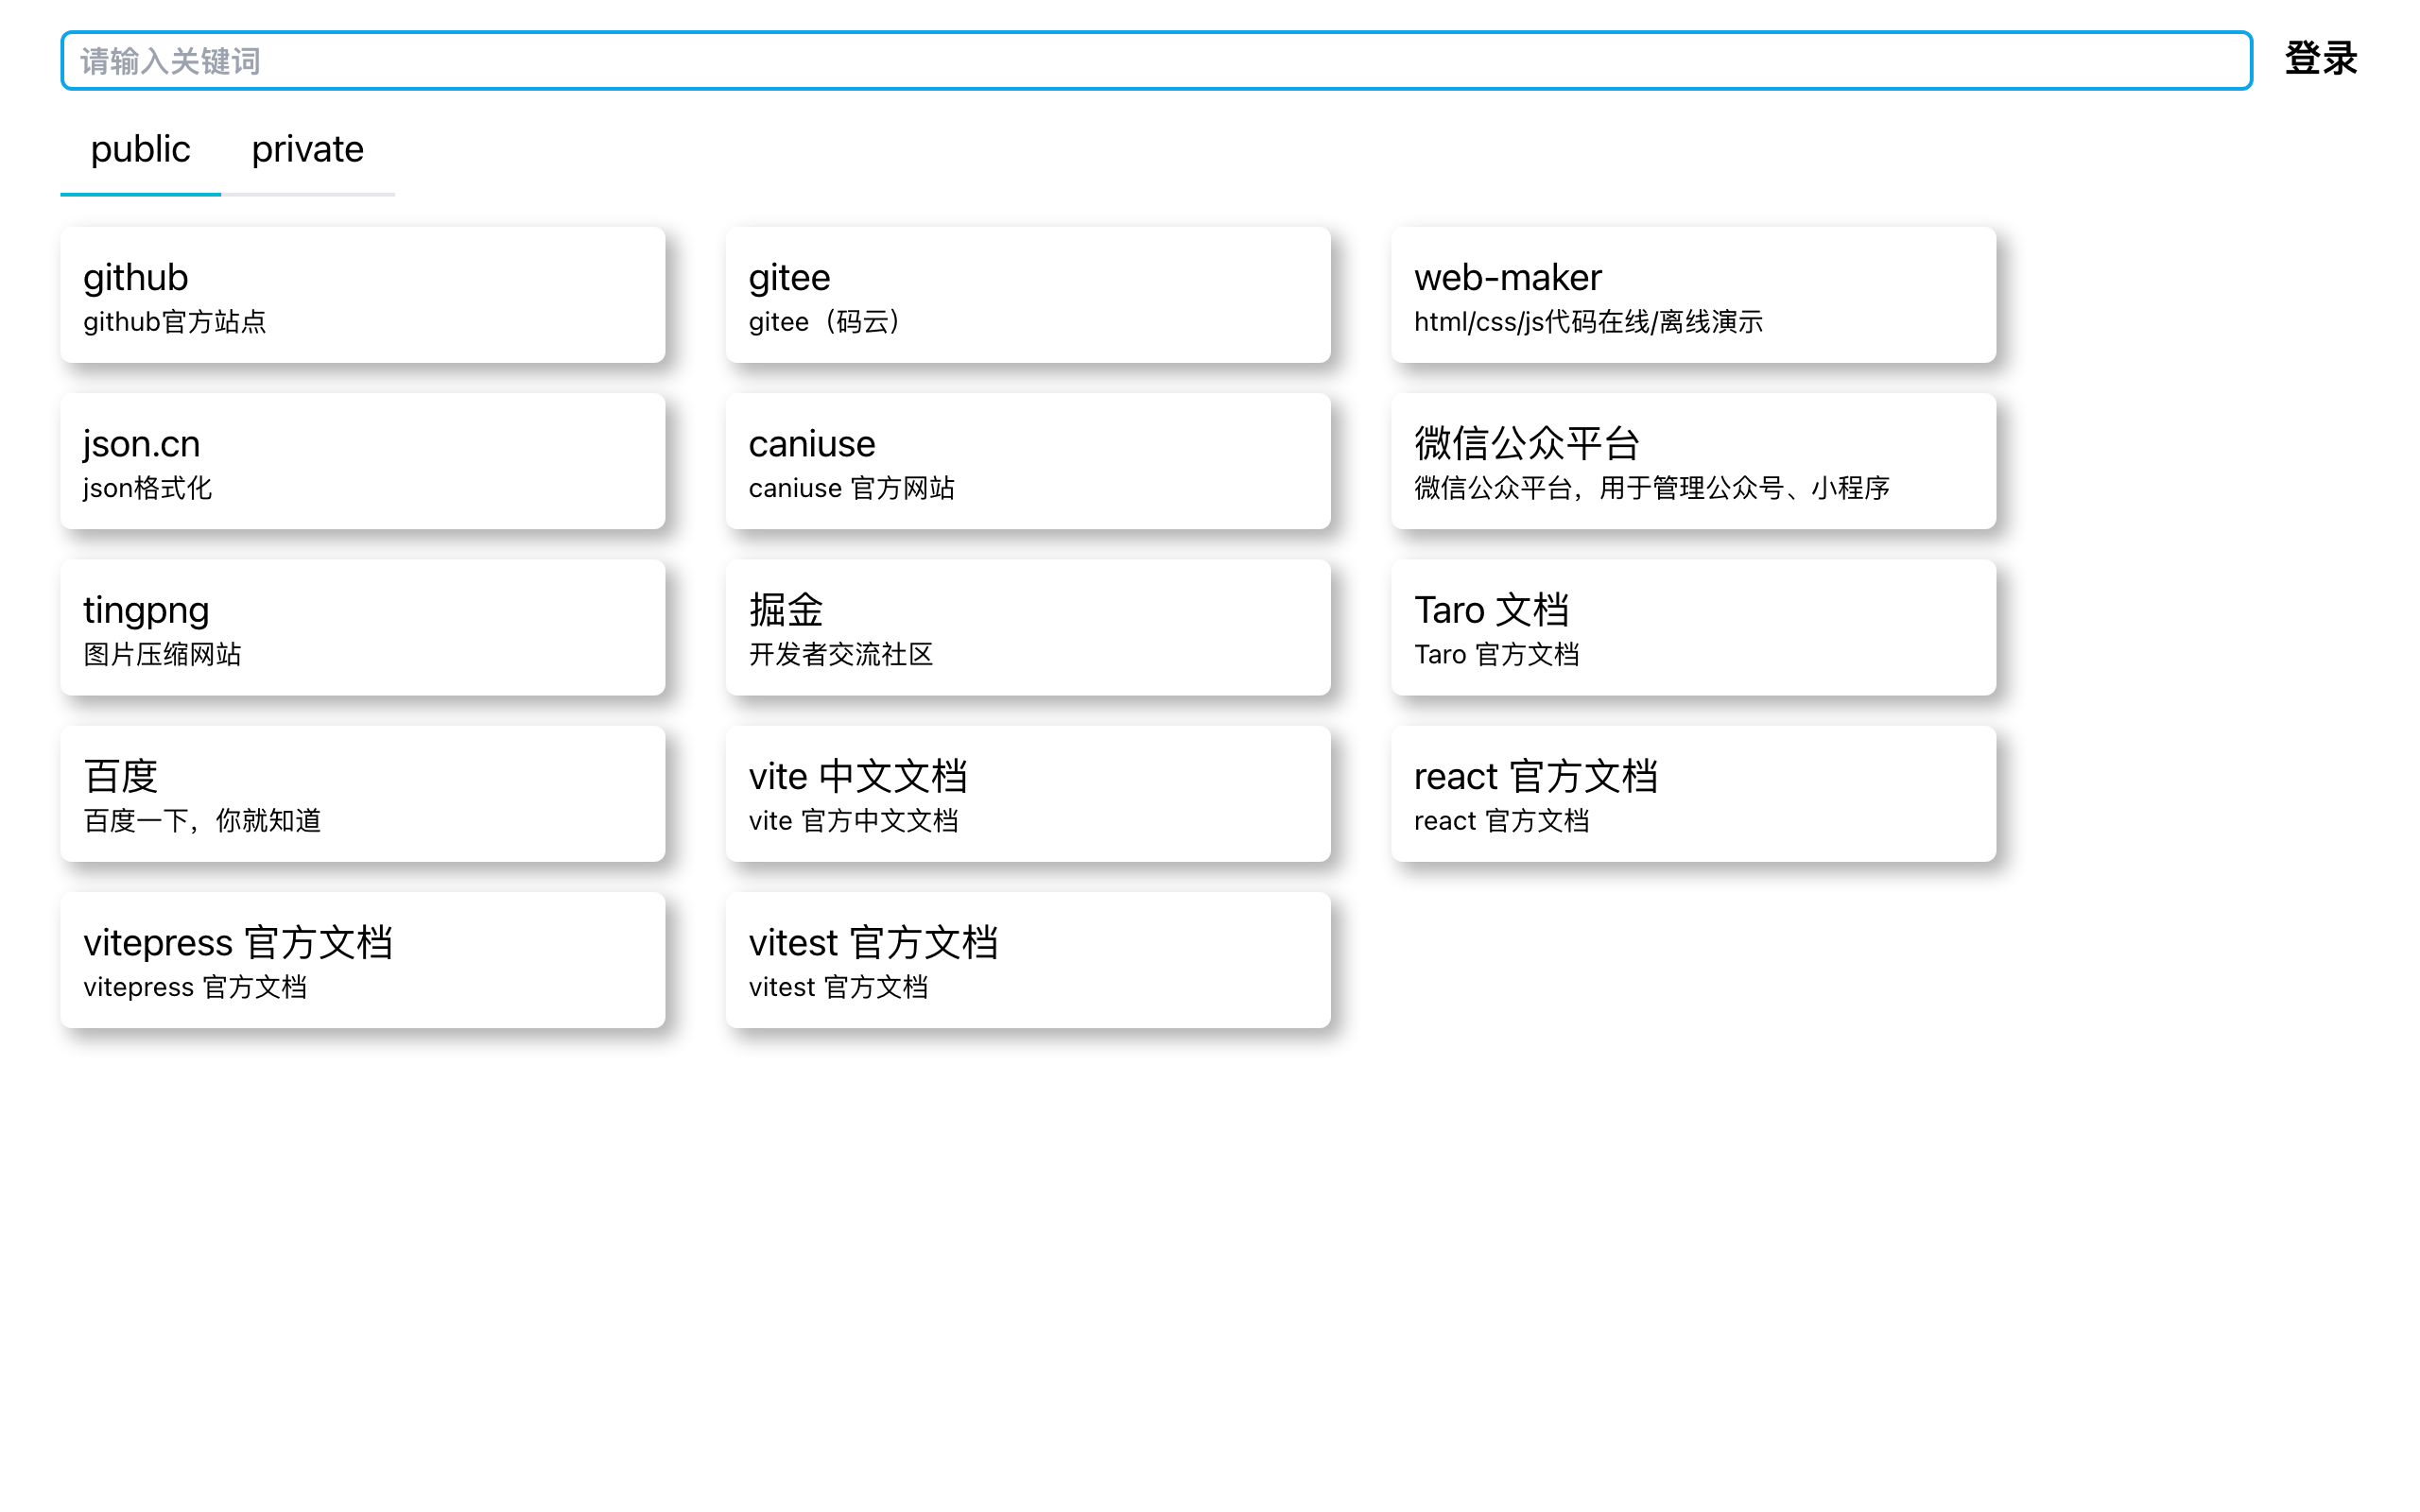 请输入关键词
登录
public
private
github
github官方站点
gitee
gitee（码云）
web-maker
html/css/js代码在线/离线演示
json.cn
json格式化
caniuse
caniuse 官方网站
微信公众平台
微信公众平台，用于管理公众号、小程序
tingpng
图片压缩网站
掘金
开发者交流社区
Taro 文档
Taro 官方文档
百度
百度一下，你就知道
vite 中文文档
vite 官方中文文档
react 官方文档
react 官方文档
vitepress 官方文档
vitepress 官方文档
vitest 官方文档
vitest 官方文档